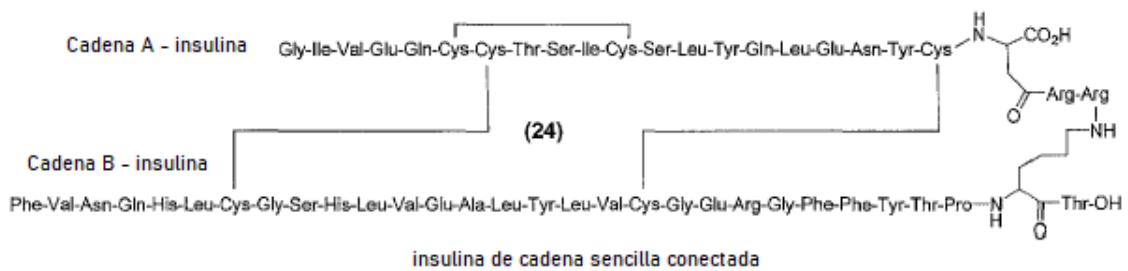 Cadena A - insulina
Gly-Ile-Val-Glu-Gln-Cys-Cys-Thr-Ser-Ile-Cys-Ser-Leu-Tyr-Gln-Leu-Glu-Asn-Tyr-Cys
H
N
CO₂H
O
Arg-Arg
NH
(24)
Cadena B - insulina
Phe-Val-Asn-Gln-His-Leu-Cys-Gly-Ser-His-Leu-Val-Glu-Ala-Leu-Tyr-Leu-Val-Cys-Gly-Glu-Arg-Gly-Phe-Phe-Tyr-Thr-Pro-N
H
O
Thr-OH
insulina de cadena sencilla conectada